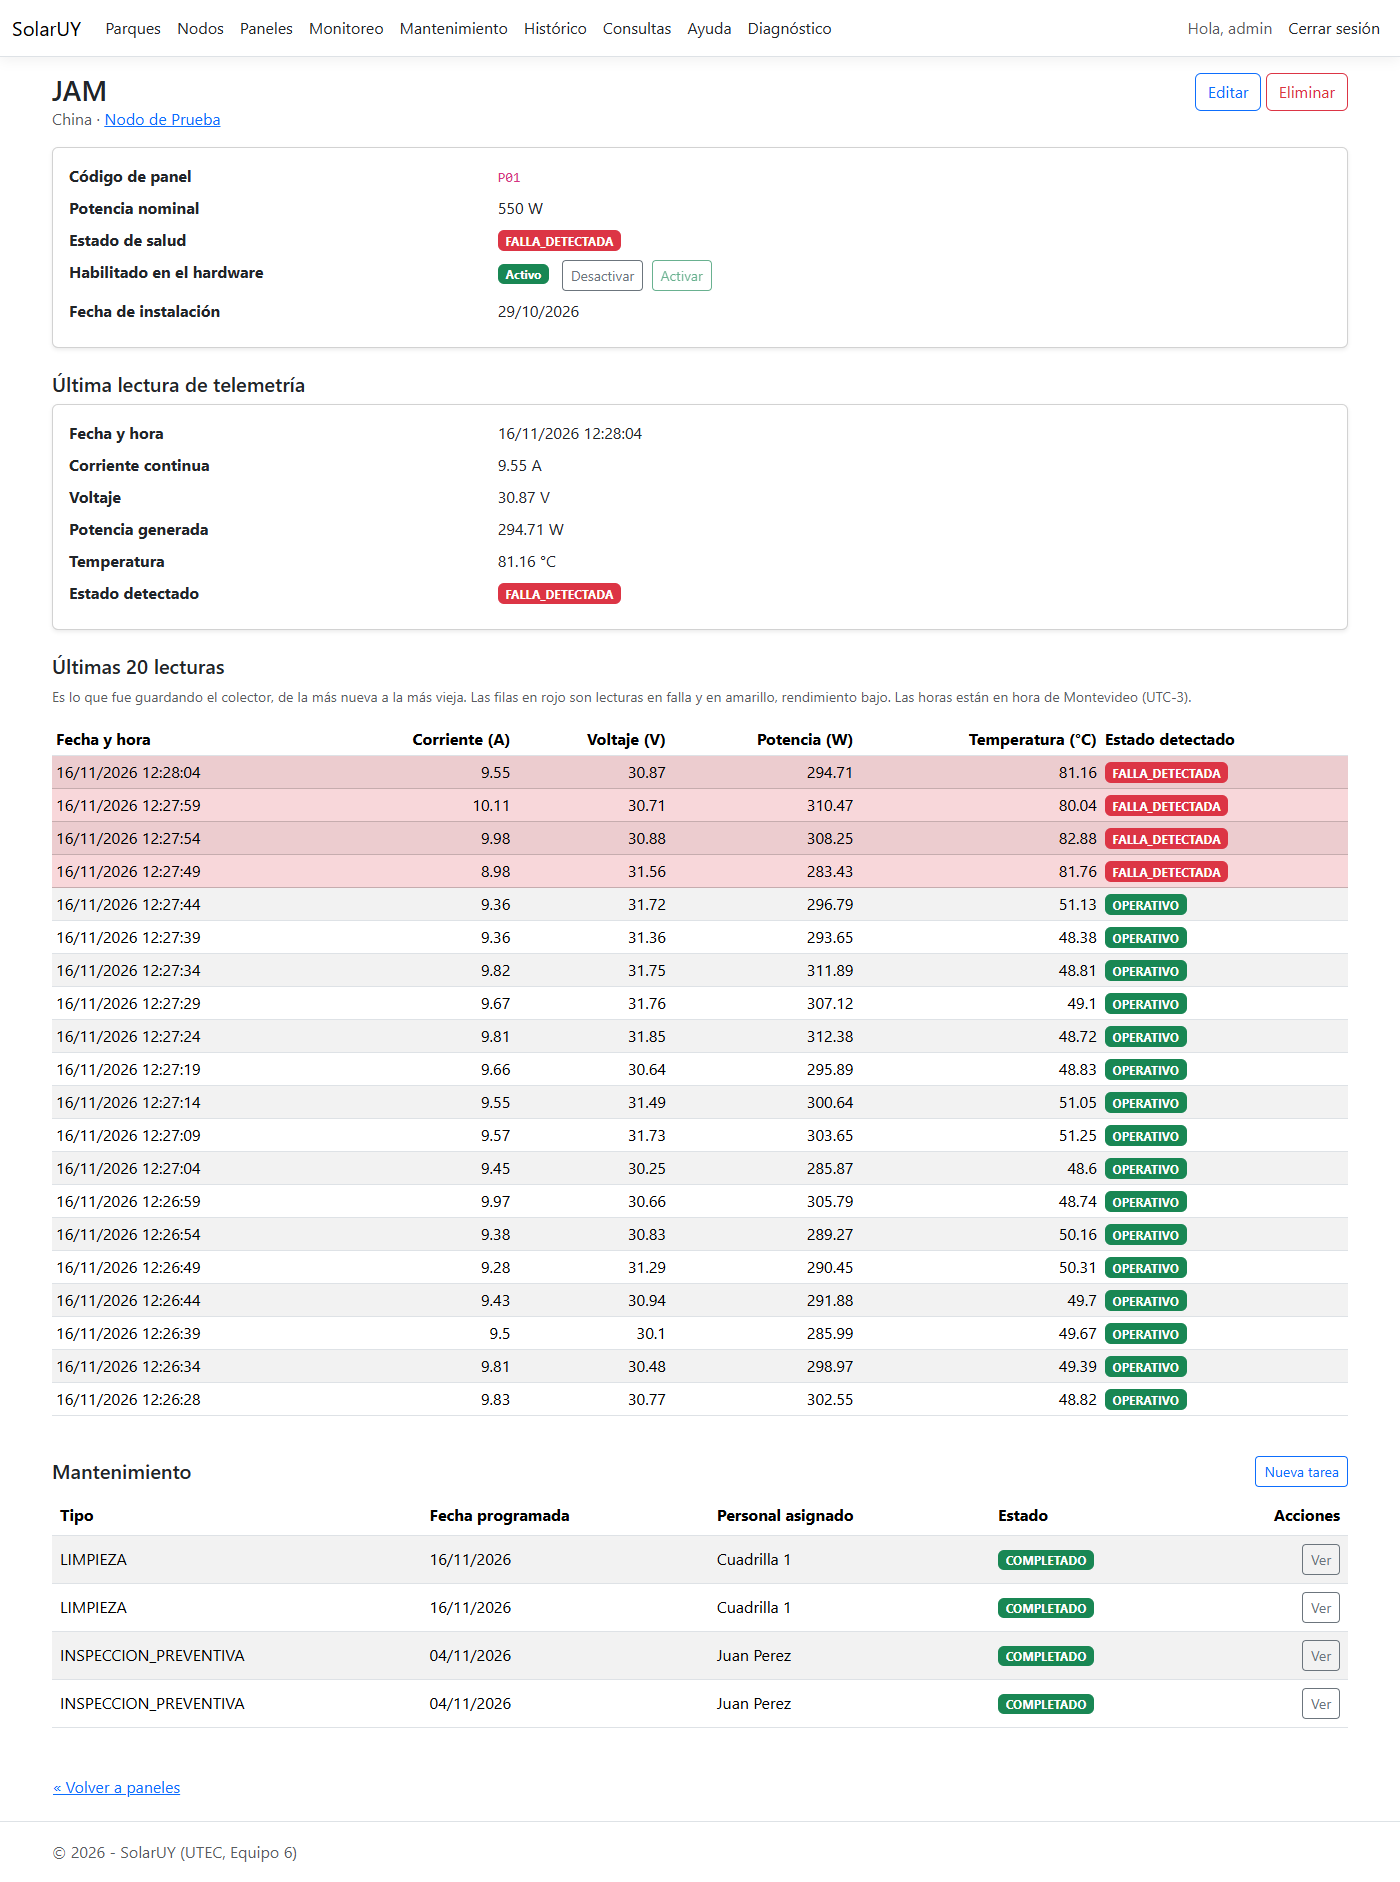 SolarUY Parques Nodos Paneles Monitoreo Mantenimiento Histórico Consultas Ayuda Diagnóstico Hola, admin Cerrar sesión
JAM Editar Eliminar
China · Nodo de Prueba
Código de panel P01
Potencia nominal 550 W
Estado de salud FALLA_DETECTADA
Habilitado en el hardware Activo Desactivar Activar
Fecha de instalación 29/10/2026
Última lectura de telemetría
Fecha y hora 16/11/2026 12:28:04
Corriente continua 9.55 A
Voltaje 30.87 V
Potencia generada 294.71 W
Temperatura 81.16 °C
Estado detectado FALLA_DETECTADA
Últimas 20 lecturas
Es lo que fue guardando el colector, de la más nueva a la más vieja. Las filas en rojo son lecturas en falla y en amarillo, rendimiento bajo. Las horas están en hora de Montevideo (UTC-3).
Fecha y hora Corriente (A) Voltaje (V) Potencia (W) Temperatura (°C) Estado detectado
16/11/2026 12:28:04 9.55 30.87 294.71 81.16 FALLA_DETECTADA
16/11/2026 12:27:59 10.11 30.71 310.47 80.04 FALLA_DETECTADA
16/11/2026 12:27:54 9.98 30.88 308.25 82.88 FALLA_DETECTADA
16/11/2026 12:27:49 8.98 31.56 283.43 81.76 FALLA_DETECTADA
16/11/2026 12:27:44 9.36 31.72 296.79 51.13 OPERATIVO
16/11/2026 12:27:39 9.36 31.36 293.65 48.38 OPERATIVO
16/11/2026 12:27:34 9.82 31.75 311.89 48.81 OPERATIVO
16/11/2026 12:27:29 9.67 31.76 307.12 49.1 OPERATIVO
16/11/2026 12:27:24 9.81 31.85 312.38 48.72 OPERATIVO
16/11/2026 12:27:19 9.66 30.64 295.89 48.83 OPERATIVO
16/11/2026 12:27:14 9.55 31.49 300.64 51.05 OPERATIVO
16/11/2026 12:27:09 9.57 31.73 303.65 51.25 OPERATIVO
16/11/2026 12:27:04 9.45 30.25 285.87 48.6 OPERATIVO
16/11/2026 12:26:59 9.97 30.66 305.79 48.74 OPERATIVO
16/11/2026 12:26:54 9.38 30.83 289.27 50.16 OPERATIVO
16/11/2026 12:26:49 9.28 31.29 290.45 50.31 OPERATIVO
16/11/2026 12:26:44 9.43 30.94 291.88 49.7 OPERATIVO
16/11/2026 12:26:39 9.5 30.1 285.99 49.67 OPERATIVO
16/11/2026 12:26:34 9.81 30.48 298.97 49.39 OPERATIVO
16/11/2026 12:26:28 9.83 30.77 302.55 48.82 OPERATIVO
Mantenimiento Nueva tarea
Tipo Fecha programada Personal asignado Estado Acciones
LIMPIEZA 16/11/2026 Cuadrilla 1 COMPLETADO Ver
LIMPIEZA 16/11/2026 Cuadrilla 1 COMPLETADO Ver
INSPECCION_PREVENTIVA 04/11/2026 Juan Perez COMPLETADO Ver
INSPECCION_PREVENTIVA 04/11/2026 Juan Perez COMPLETADO Ver
« Volver a paneles
© 2026 - SolarUY (UTEC, Equipo 6)